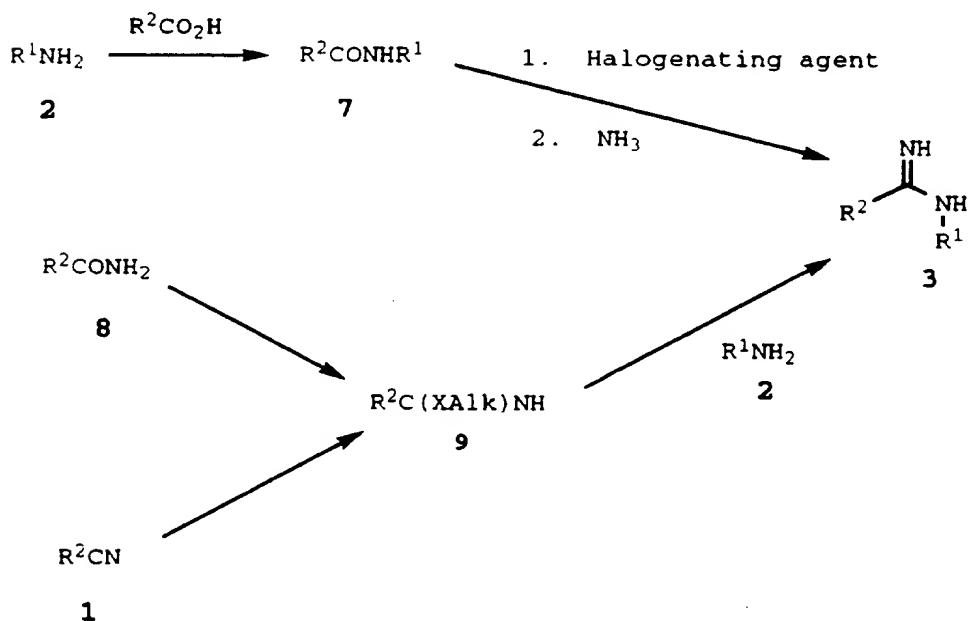 R²CO₂H
R¹NH₂
R²CONHR¹
1. Halogenating agent
2
7
2. NH₃
NH
R²
NH
R¹
3
R²CONH₂
8
R¹NH₂
2
R²C(XAlk)NH
9
R²CN
1